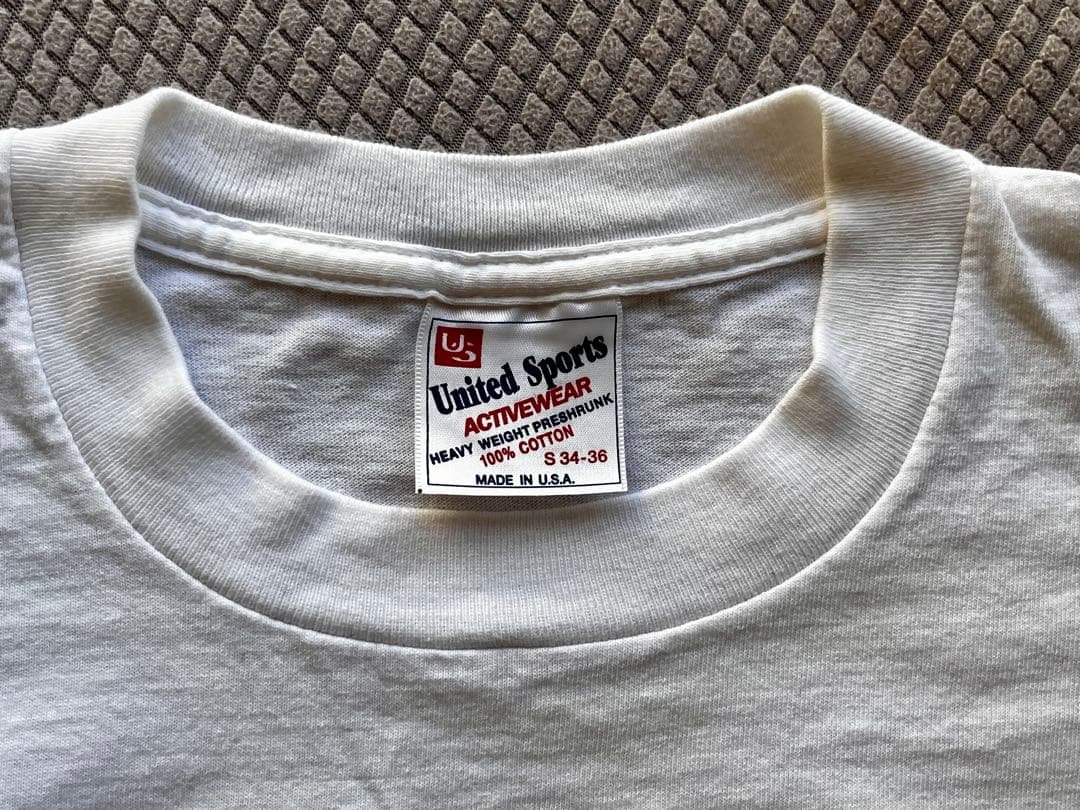 US
United Sports
ACTIVEWEAR
HEAVY WEIGHT PRESHRUNK
100% COTTON
S 34-36
MADE IN U.S.A.